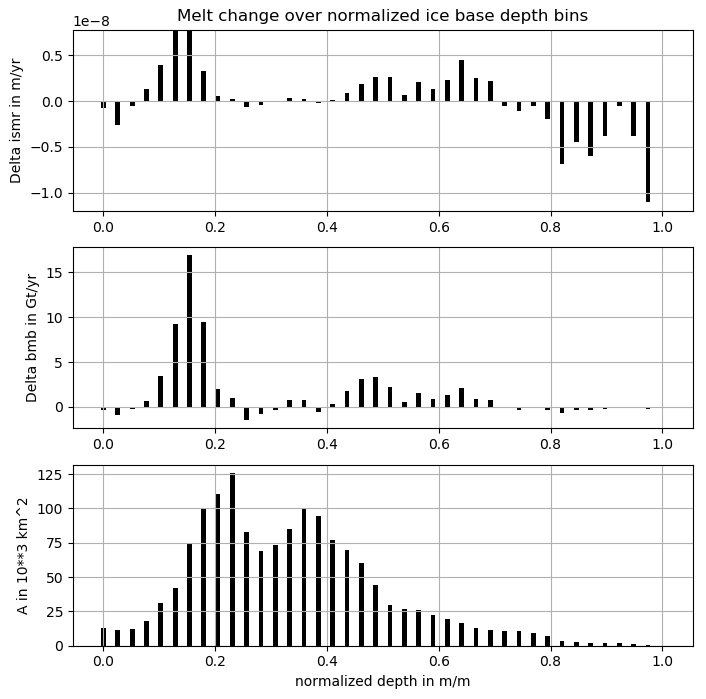 Melt change over normalized ice base depth bins
1e−8
0.5
0.0
−0.5
−1.0
Delta ismr in m/yr
0.0 0.2 0.4 0.6 0.8 1.0
15
10
5
0
Delta bmb in Gt/yr
0.0 0.2 0.4 0.6 0.8 1.0
125
100
75
50
25
0
A in 10**3 km^2
0.0 0.2 0.4 0.6 0.8 1.0
normalized depth in m/m